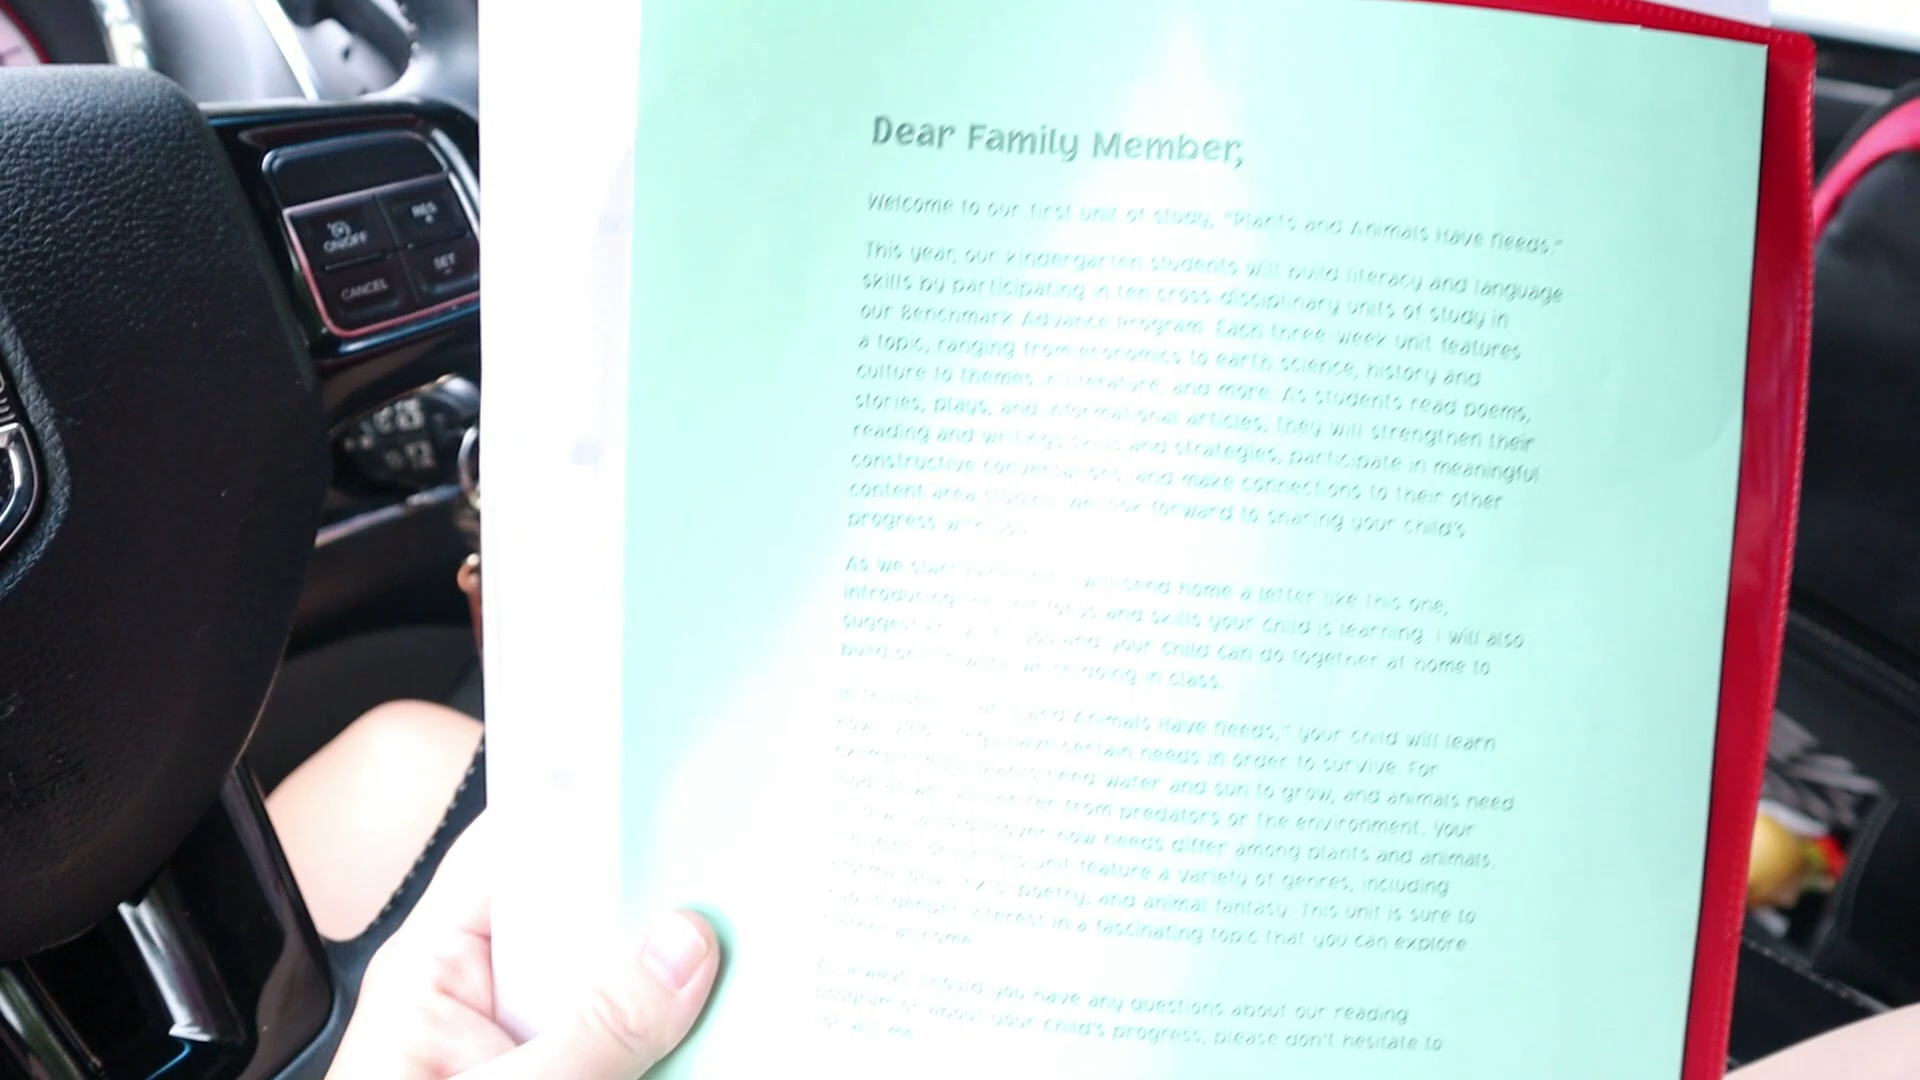 ON/OFF
RES
+
CANCEL
SET
-
Dear Family Member,
Welcome to our first unit of study, "Plants and Animals Have Needs."
This year, our kindergarten students will build literacy and language
skills by participating in ten cross-disciplinary units of study in
our Benchmark Advance Program. Each three-week unit features
a topic, ranging from economics to earth science, history and
culture to themes in literature, and more. As students read poems,
stories, plays, and informational articles, they will strengthen their
reading and writing skills and strategies, participate in meaningful
constructive conversations, and make connections to their other
content area studies. We look forward to sharing your child's
progress with you.
As we start will send home a letter like this one,
introducing the focus and skills your child is learning. I will also
suggest you and your child can do together at home to
build on the work doing in class.
and Animals Have Needs," your child will learn
have certain needs in order to survive. For
need water and sun to grow, and animals need
from predators or the environment. Your
discover how needs differ among plants and animals.
unit feature a variety of genres, including
poetry, and animal fantasy. This unit is sure to
interest in a fascinating topic that you can explore
at home.
should you have any questions about our reading
program or about your child's progress, please don't hesitate to
me.